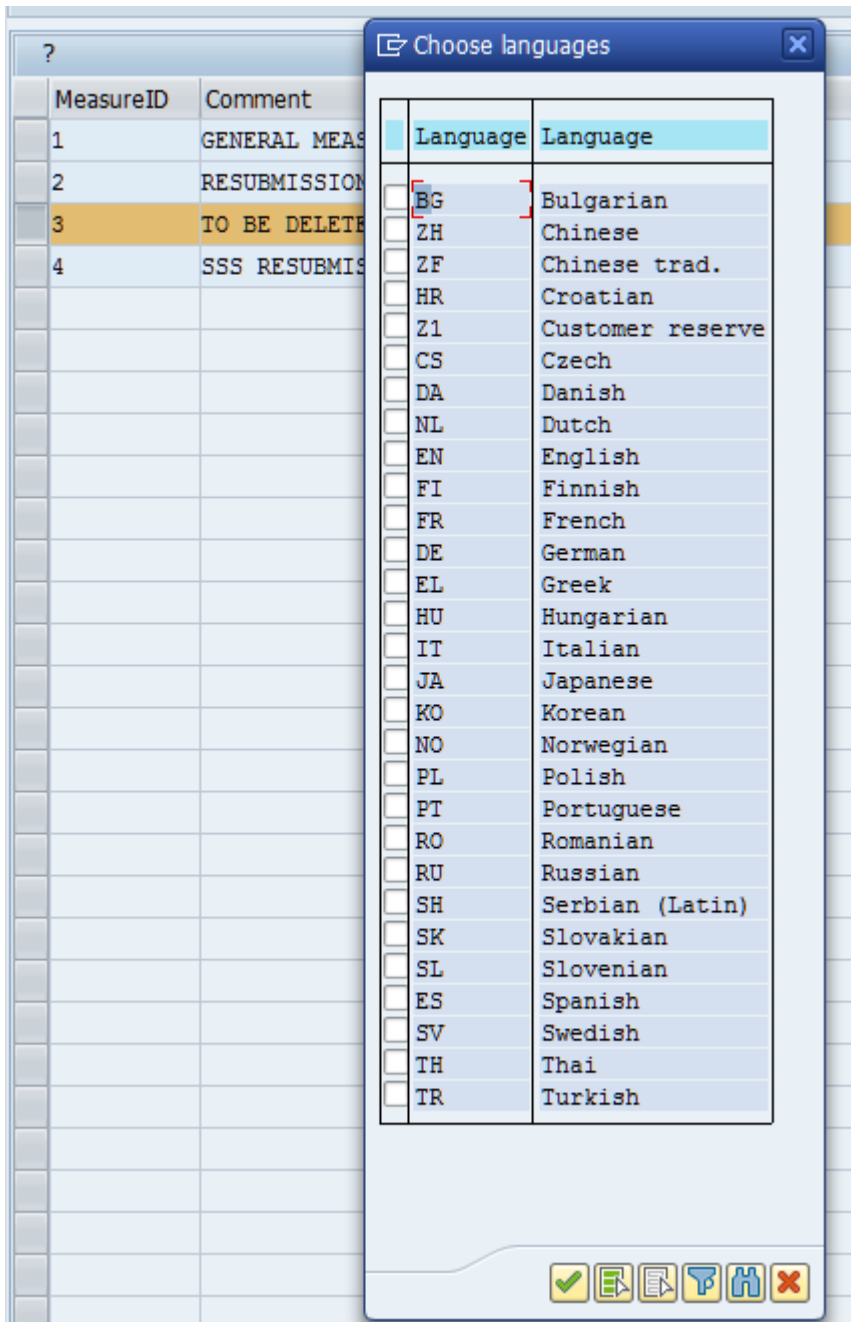 ?
MeasureID Comment
1 GENERAL MEAS
2 RESUBMISSION
3 TO BE DELETE
4 SSS RESUBMIS
Choose languages
Language Language
BG Bulgarian
ZH Chinese
ZF Chinese trad.
HR Croatian
Z1 Customer reserve
CS Czech
DA Danish
NL Dutch
EN English
FI Finnish
FR French
DE German
EL Greek
HU Hungarian
IT Italian
JA Japanese
KO Korean
NO Norwegian
PL Polish
PT Portuguese
RO Romanian
RU Russian
SH Serbian (Latin)
SK Slovakian
SL Slovenian
ES Spanish
SV Swedish
TH Thai
TR Turkish